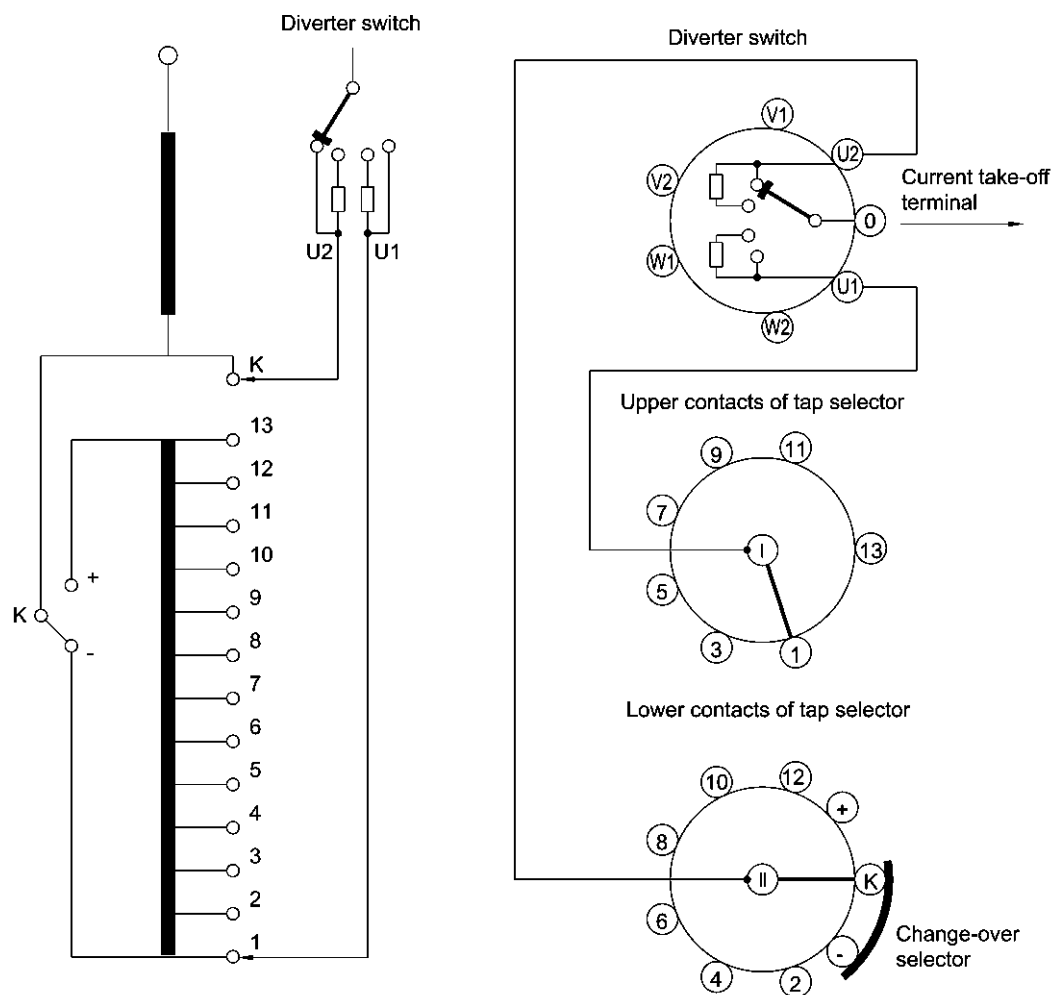 Diverter switch
U2
U1
K
13
12
11
10
9
8
7
6
5
4
3
2
1
+
K
-
Diverter switch
V1
U2
V2
0
W1
U1
W2
Current take-off
terminal
Upper contacts of tap selector
9
11
7
I
13
5
3
1
Lower contacts of tap selector
10
12
+
8
II
K
6
-
4
2
Change-over
selector